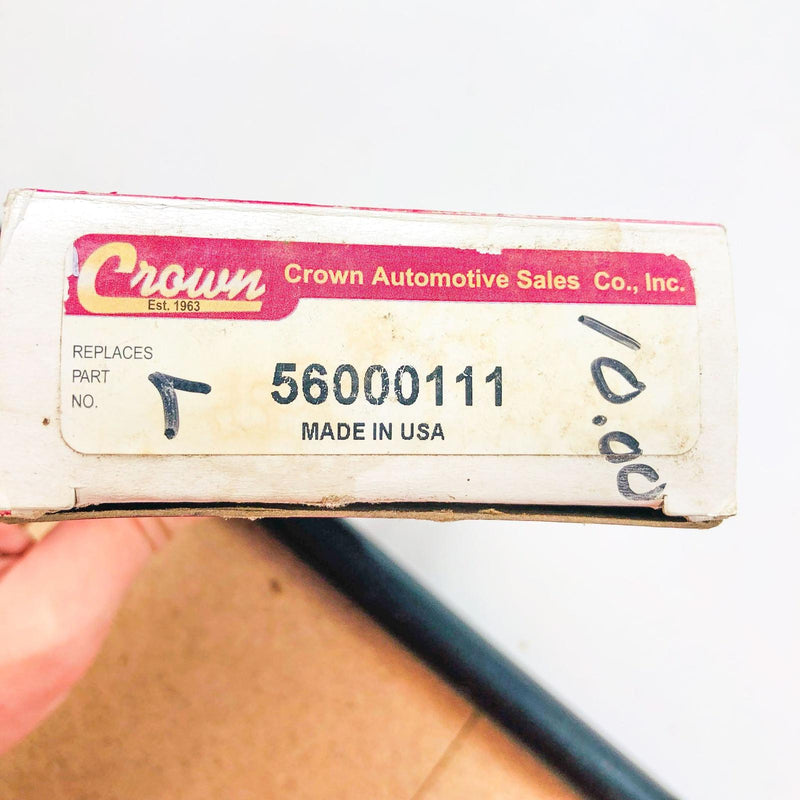 Crown
Est. 1963
Crown Automotive Sales Co., Inc.
REPLACES
PART
NO.
56000111
MADE IN USA
10.00